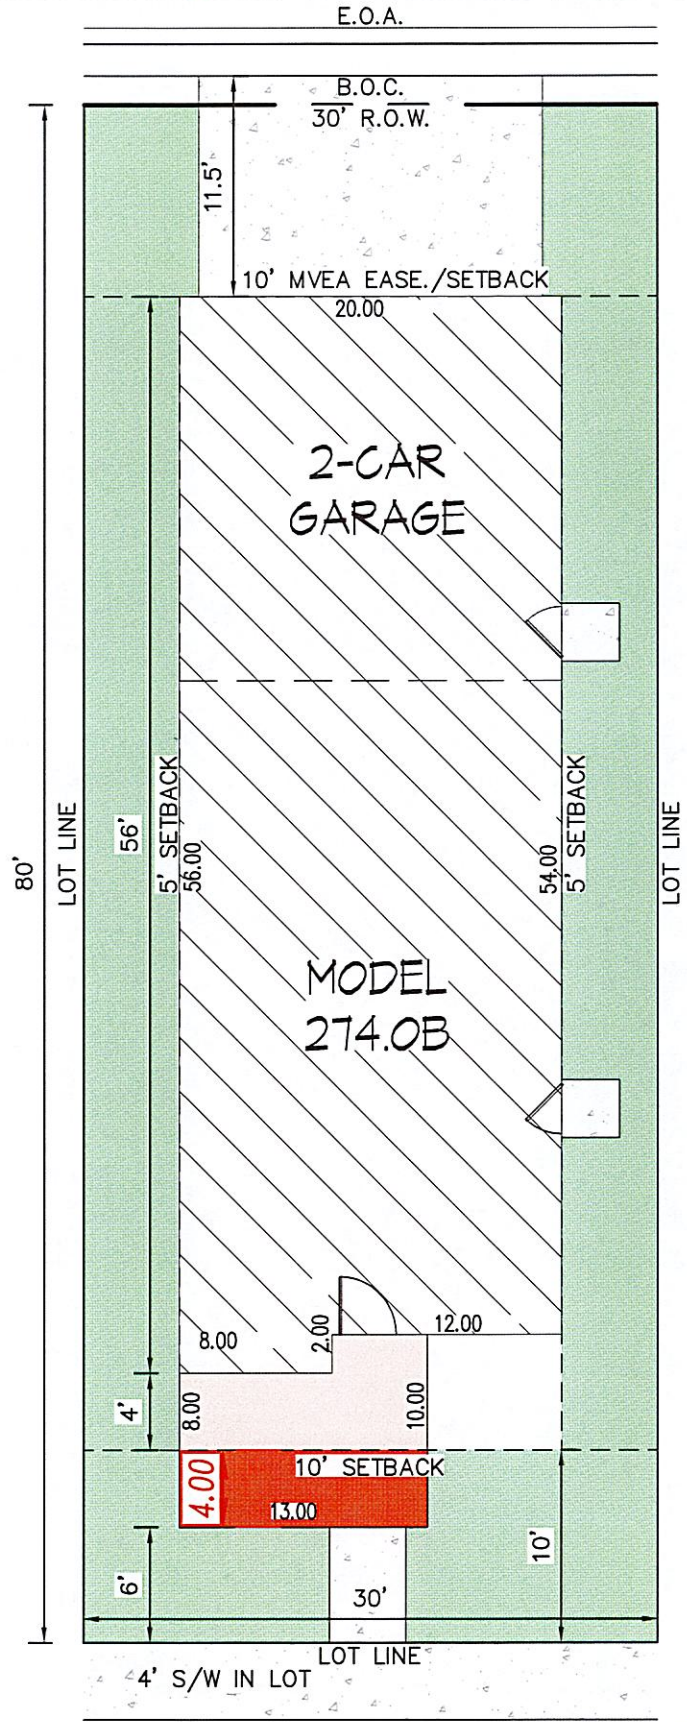 E.O.A.
B.O.C.
30' R.O.W.
11.5'
10' MVEA EASE./SETBACK
20.00
2-CAR
GARAGE
80'
LOT LINE
56'
5' SETBACK
56.00
54.00
5' SETBACK
LOT LINE
MODEL
274.0B
8.00
2.00
12.00
4'
8.00
10.00
4.00
10' SETBACK
13.00
6'
30'
10'
LOT LINE
4' S/W IN LOT